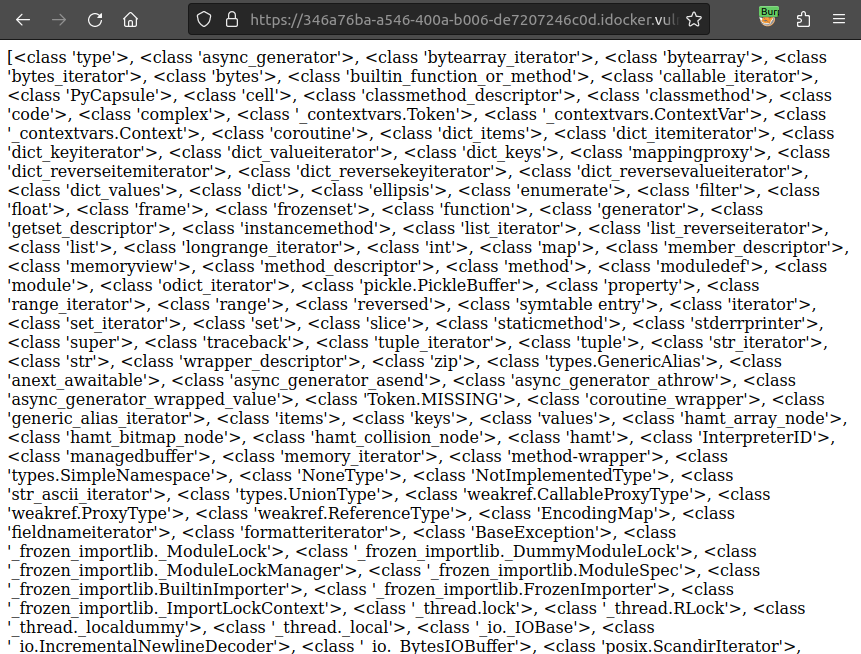 https://346a76ba-a546-400a-b006-de7207246c0d.idocker.vul
[<class 'type'>, <class 'async_generator'>, <class 'bytearray_iterator'>, <class 'bytearray'>, <class
'bytes_iterator'>, <class 'bytes'>, <class 'builtin_function_or_method'>, <class 'callable_iterator'>,
<class 'PyCapsule'>, <class 'cell'>, <class 'classmethod_descriptor'>, <class 'classmethod'>, <class
'code'>, <class 'complex'>, <class '_contextvars.Token'>, <class '_contextvars.ContextVar'>, <class
'_contextvars.Context'>, <class 'coroutine'>, <class 'dict_items'>, <class 'dict_itemiterator'>, <class
'dict_keyiterator'>, <class 'dict_valueiterator'>, <class 'dict_keys'>, <class 'mappingproxy'>, <class
'dict_reverseitemiterator'>, <class 'dict_reversekeyiterator'>, <class 'dict_reversevalueiterator'>,
<class 'dict_values'>, <class 'dict'>, <class 'ellipsis'>, <class 'enumerate'>, <class 'filter'>, <class
'float'>, <class 'frame'>, <class 'frozenset'>, <class 'function'>, <class 'generator'>, <class
'getset_descriptor'>, <class 'instancemethod'>, <class 'list_iterator'>, <class 'list_reverseiterator'>,
<class 'list'>, <class 'longrange_iterator'>, <class 'int'>, <class 'map'>, <class 'member_descriptor'>,
<class 'memoryview'>, <class 'method_descriptor'>, <class 'method'>, <class 'moduledef'>, <class
'module'>, <class 'odict_iterator'>, <class 'pickle.PickleBuffer'>, <class 'property'>, <class
'range_iterator'>, <class 'range'>, <class 'reversed'>, <class 'symtable entry'>, <class 'iterator'>,
<class 'set_iterator'>, <class 'set'>, <class 'slice'>, <class 'staticmethod'>, <class 'stderrprinter'>,
<class 'super'>, <class 'traceback'>, <class 'tuple_iterator'>, <class 'tuple'>, <class 'str_iterator'>,
<class 'str'>, <class 'wrapper_descriptor'>, <class 'zip'>, <class 'types.GenericAlias'>, <class
'anext_awaitable'>, <class 'async_generator_asend'>, <class 'async_generator_athrow'>, <class
'async_generator_wrapped_value'>, <class 'Token.MISSING'>, <class 'coroutine_wrapper'>, <class
'generic_alias_iterator'>, <class 'items'>, <class 'keys'>, <class 'values'>, <class 'hamt_array_node'>,
<class 'hamt_bitmap_node'>, <class 'hamt_collision_node'>, <class 'hamt'>, <class 'InterpreterID'>,
<class 'managedbuffer'>, <class 'memory_iterator'>, <class 'method-wrapper'>, <class
'types.SimpleNamespace'>, <class 'NoneType'>, <class 'NotImplementedType'>, <class
'str_ascii_iterator'>, <class 'types.UnionType'>, <class 'weakref.CallableProxyType'>, <class
'weakref.ProxyType'>, <class 'weakref.ReferenceType'>, <class 'EncodingMap'>, <class
'fieldnameiterator'>, <class 'formatteriterator'>, <class 'BaseException'>, <class
'_frozen_importlib._ModuleLock'>, <class '_frozen_importlib._DummyModuleLock'>, <class
'_frozen_importlib._ModuleLockManager'>, <class '_frozen_importlib.ModuleSpec'>, <class
'_frozen_importlib.BuiltinImporter'>, <class '_frozen_importlib.FrozenImporter'>, <class
'_frozen_importlib._ImportLockContext'>, <class '_thread.lock'>, <class '_thread.RLock'>, <class
'_thread._localdummy'>, <class '_thread._local'>, <class '_io._IOBase'>, <class
'_io.IncrementalNewlineDecoder'>, <class '_io._BytesIOBuffer'>, <class 'posix.ScandirIterator'>,